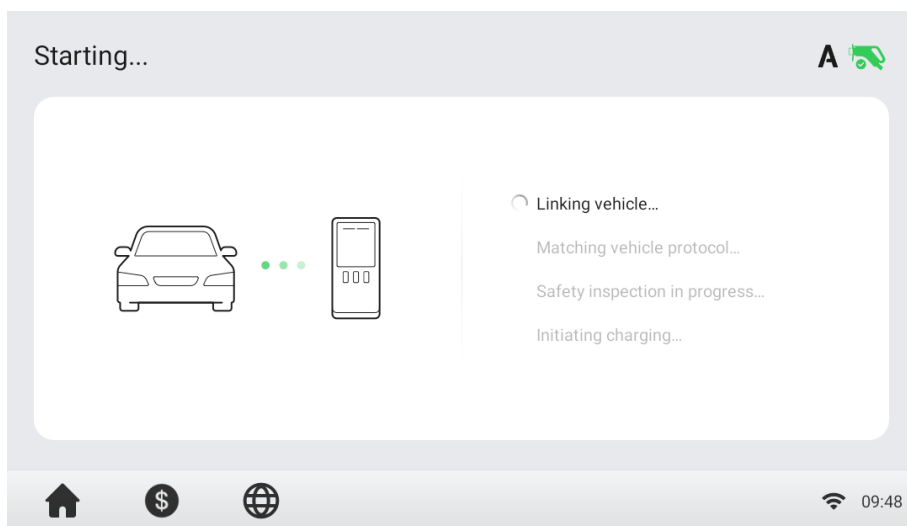 Starting...
A
Linking vehicle...
Matching vehicle protocol...
Safety inspection in progress...
Initiating charging...
$
09:48